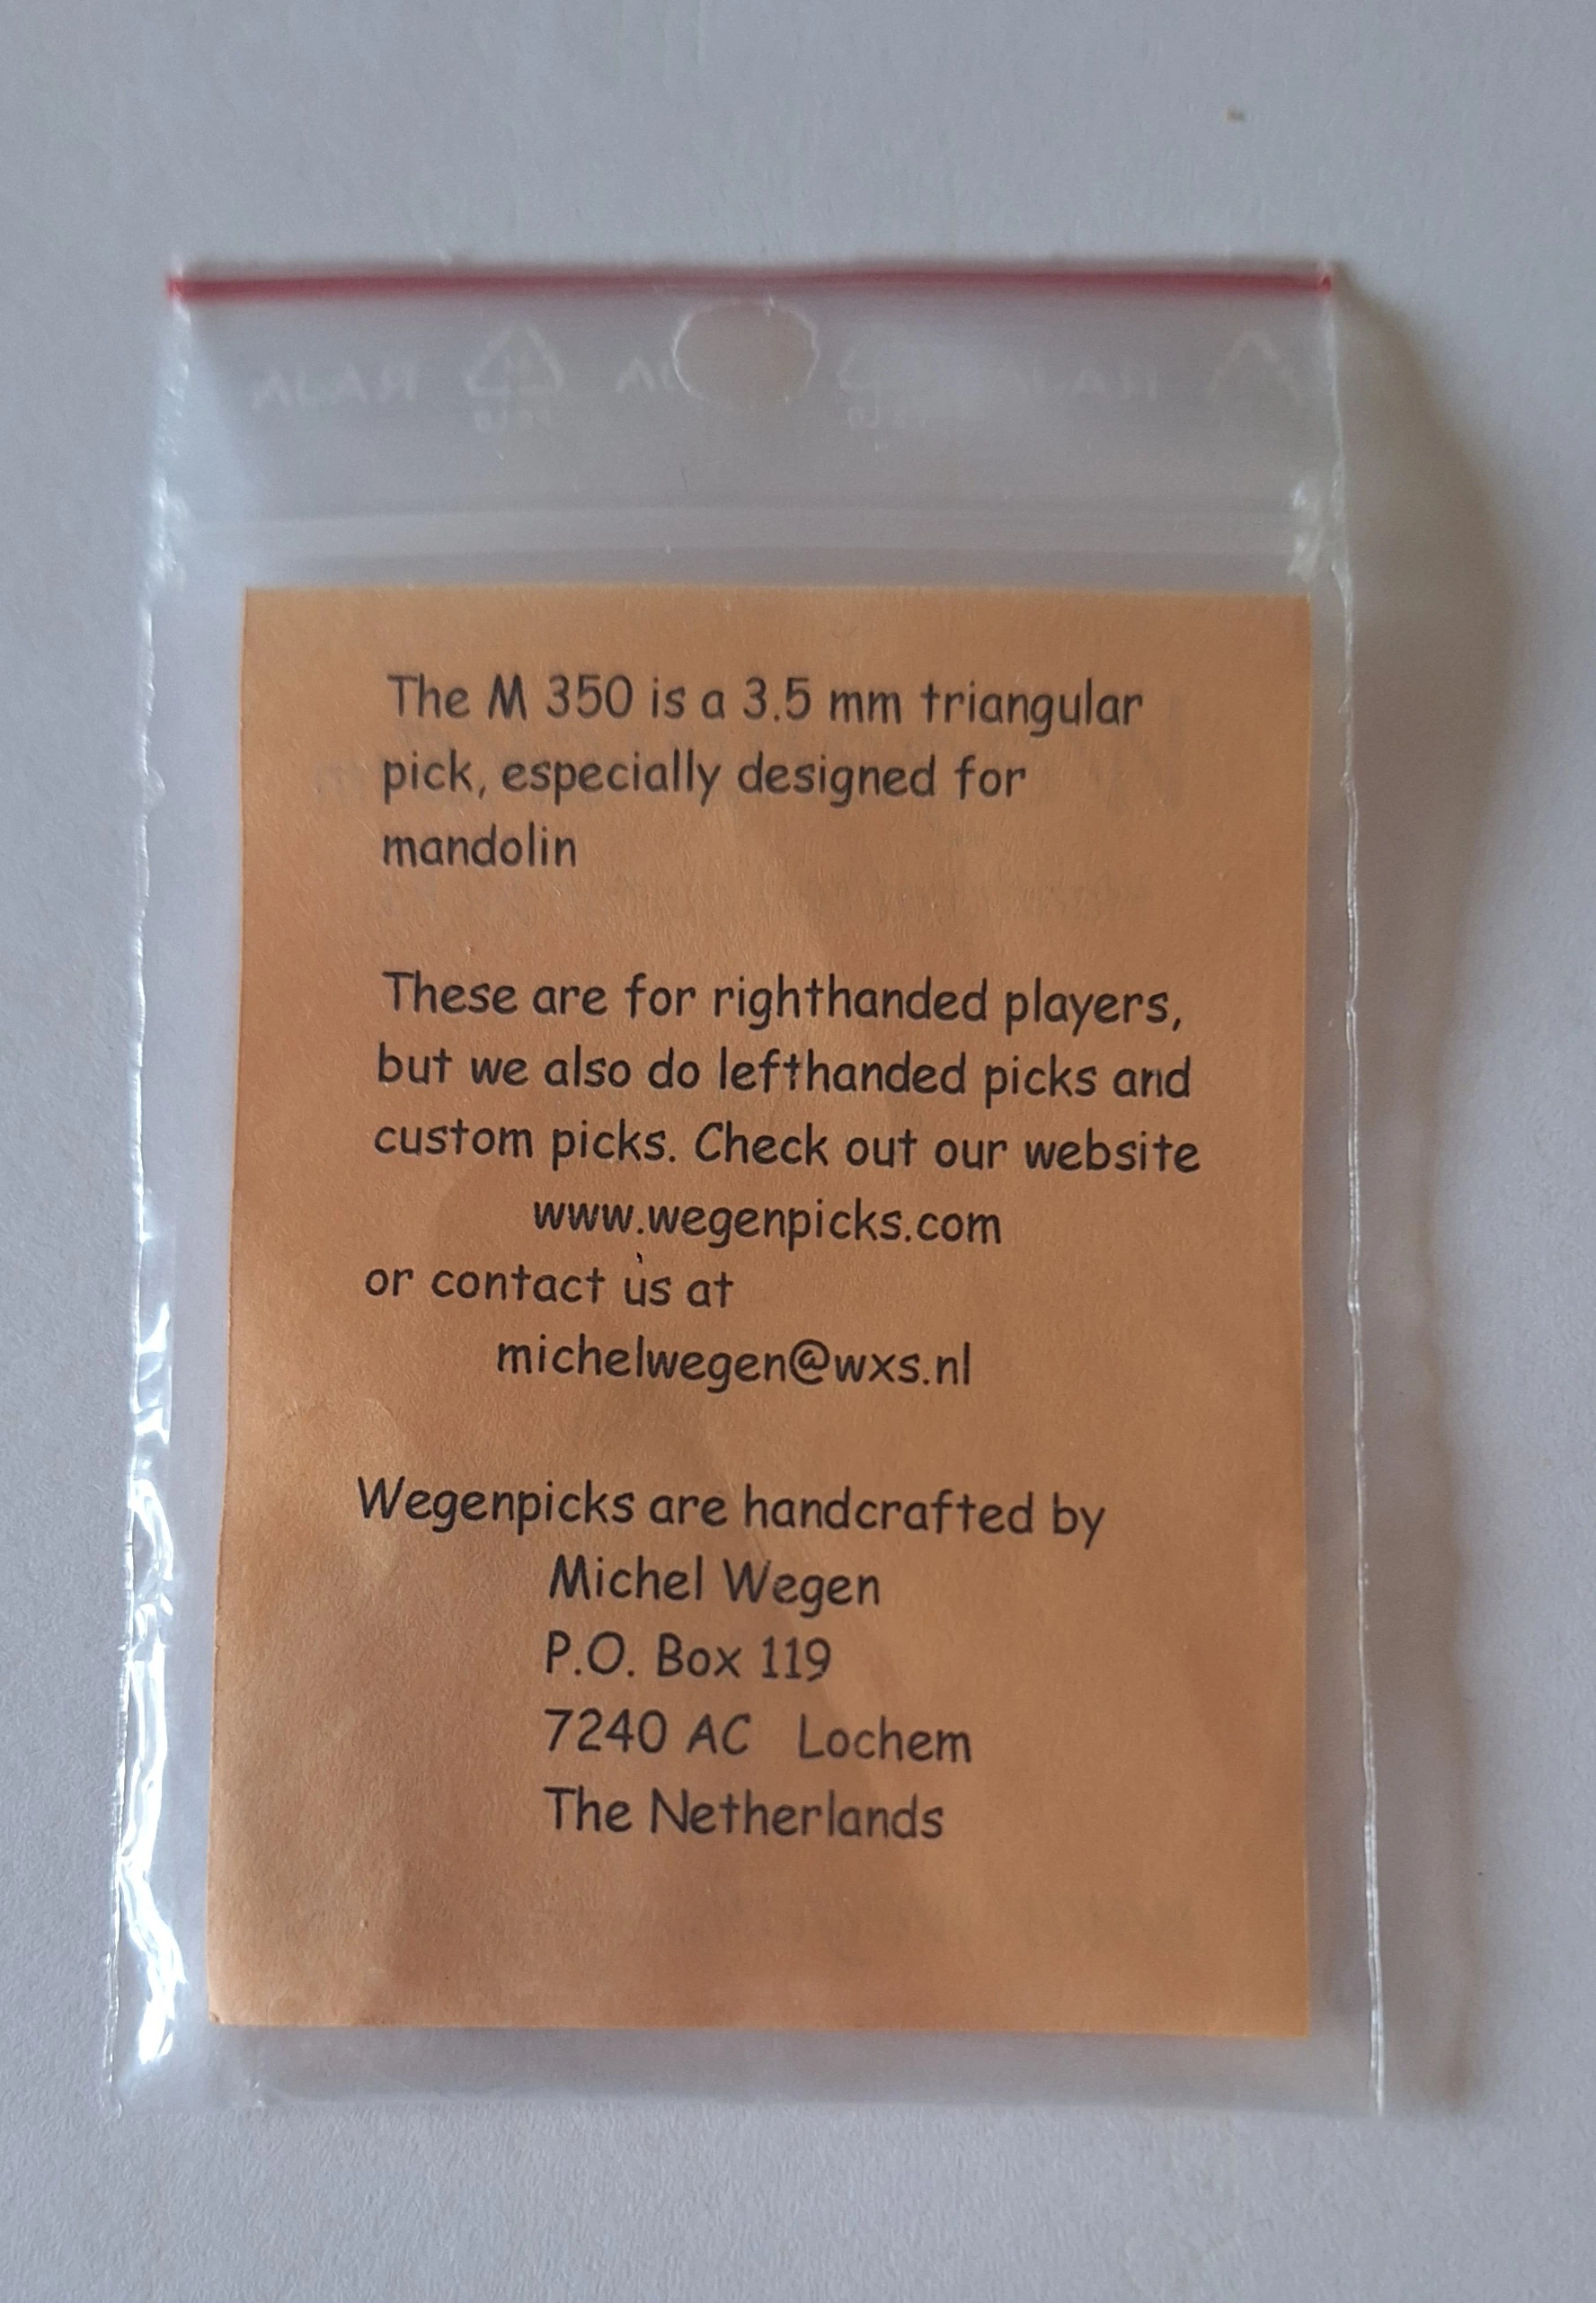 RAJA RAJA
The M 350 is a 3.5 mm triangular
pick, especially designed for
mandolin
These are for righthanded players,
but we also do lefthanded picks and
custom picks. Check out our website
www.wegenpicks.com
or contact us at
michelwegen@wxs.nl
Wegenpicks are handcrafted by
Michel Wegen
P.O. Box 119
7240 AC Lochem
The Netherlands